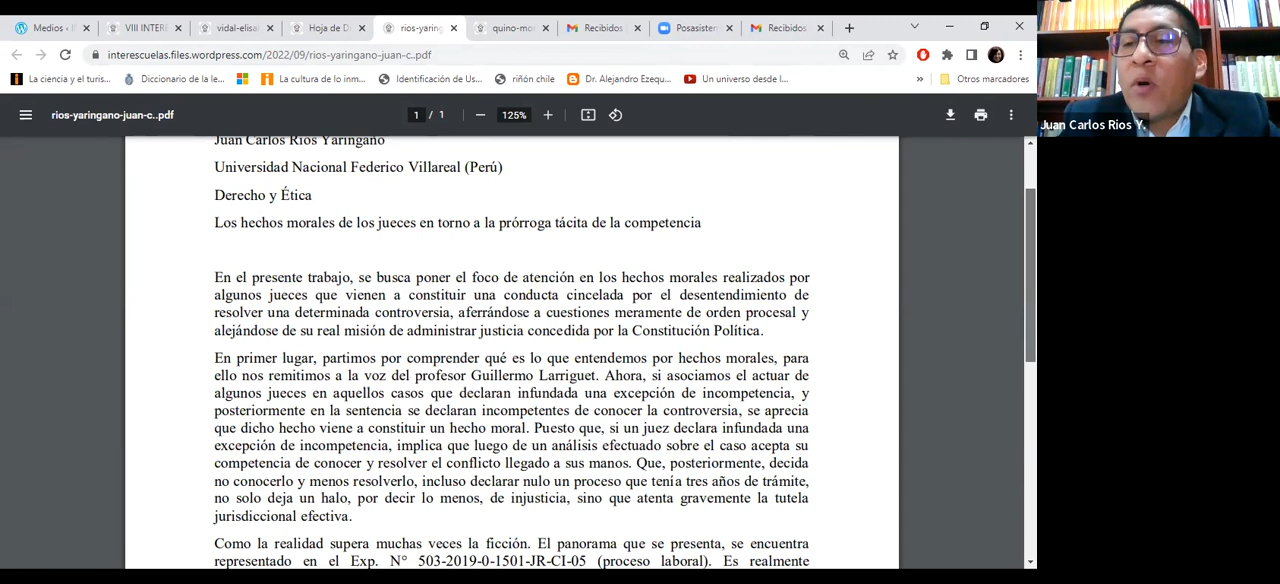 Medios ‹ I
VIII INTER
vidal-elisa
Hoja de D
rios-yaring
quino-mo
Recibidos
Posasisten
Recibidos
interescuelas.files.wordpress.com/2022/09/rios-yaringano-juan-c..pdf
La ciencia y el turis...
Diccionario de la le...
La cultura de lo inm...
Identificación de Us...
riñón chile
Dr. Alejandro Ezequ...
Un universo desde l...
»
Otros marcadores
rios-yaringano-juan-c..pdf
1 / 1
125%
Juan Carlos Rios Y.
Juan Carlos Rios Yaringaño
Universidad Nacional Federico Villareal (Perú)
Derecho y Ética
Los hechos morales de los jueces en torno a la prórroga tácita de la competencia
En el presente trabajo, se busca poner el foco de atención en los hechos morales realizados por
algunos jueces que vienen a constituir una conducta cincelada por el desentendimiento de
resolver una determinada controversia, aferrándose a cuestiones meramente de orden procesal y
alejándose de su real misión de administrar justicia concedida por la Constitución Política.
En primer lugar, partimos por comprender qué es lo que entendemos por hechos morales, para
ello nos remitimos a la voz del profesor Guillermo Larriguet. Ahora, si asociamos el actuar de
algunos jueces en aquellos casos que declaran infundada una excepción de incompetencia, y
posteriormente en la sentencia se declaran incompetentes de conocer la controversia, se aprecia
que dicho hecho viene a constituir un hecho moral. Puesto que, si un juez declara infundada una
excepción de incompetencia, implica que luego de un análisis efectuado sobre el caso acepta su
competencia de conocer y resolver el conflicto llegado a sus manos. Que, posteriormente, decida
no conocerlo y menos resolverlo, incluso declarar nulo un proceso que tenía tres años de trámite,
no solo deja un halo, por decir lo menos, de injusticia, sino que atenta gravemente la tutela
jurisdiccional efectiva.
Como la realidad supera muchas veces la ficción. El panorama que se presenta, se encuentra
representado en el Exp. N° 503-2019-0-1501-JR-CI-05 (proceso laboral). Es realmente